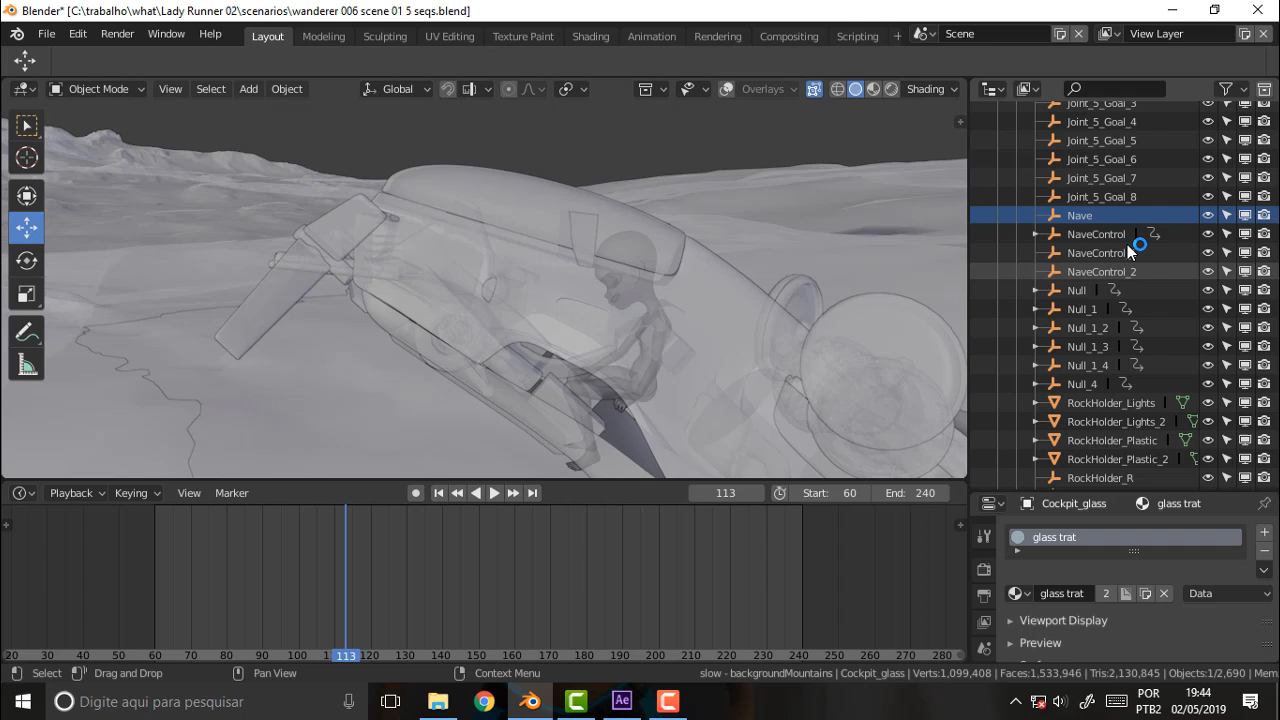 Blender* [C:\trabalho\what\Lady Runner 02\scenarios\wanderer 006 scene 01 5 seqs.blend]
File Edit Render Window Help Layout Modeling Sculpting UV Editing Texture Paint Shading Animation Rendering Compositing Scripting Scene View Layer
Object Mode View Select Add Object Global Overlays Shading
Joint_5_Goal_3
Joint_5_Goal_4
Joint_5_Goal_5
Joint_5_Goal_6
Joint_5_Goal_7
Joint_5_Goal_8
Nave
NaveControl
NaveControl
NaveControl_2
Null
Null_1
Null_1_2
Null_1_3
Null_1_4
Null_4
RockHolder_Lights
RockHolder_Lights_2
RockHolder_Plastic
RockHolder_Plastic_2
RockHolder_R
Playback Keying View Marker 113 Start: 60 End: 240
Cockpit_glass glass trat
glass trat
glass trat 2 Data
Viewport Display
Preview
20 50 60 70 80 90 100 110 113 120 130 140 150 160 170 180 190 200 210 220 230 240 250 260 270 280
Select Drag and Drop Pan View Context Menu slow - backgroundMountains | Cockpit_glass | Verts:1,099,408 | Faces:1,533,946 | Tris:2,130,845 | Objects:1/2,690 | Mem:
Digite aqui para pesquisar
Ae
POR
PTB2
19:44
02/05/2019